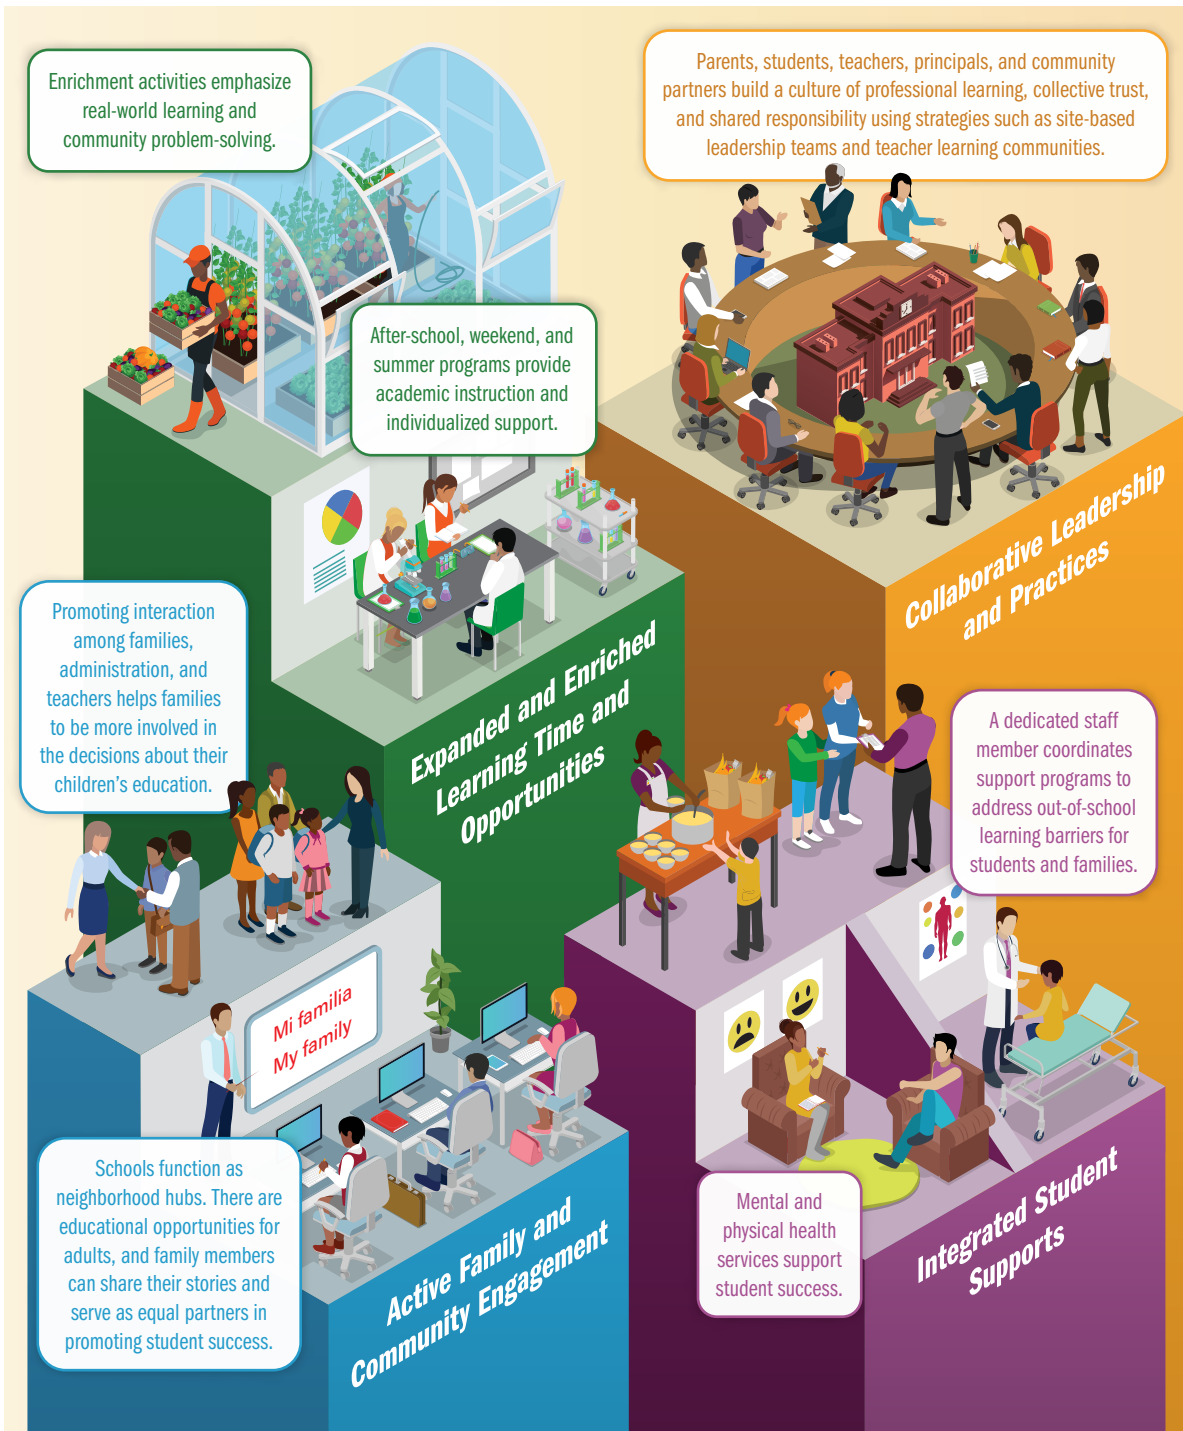 Enrichment activities emphasize
real-world learning and
community problem-solving.
Parents, students, teachers, principals, and community
partners build a culture of professional learning, collective trust,
and shared responsibility using strategies such as site-based
leadership teams and teacher learning communities.
After-school, weekend, and
summer programs provide
academic instruction and
individualized support.
Collaborative Leadership
and Practices
Promoting interaction
among families,
administration, and
teachers helps families
to be more involved in
the decisions about their
children’s education.
Expanded and Enriched
Learning Time and
Opportunities
A dedicated staff
member coordinates
support programs to
address out-of-school
learning barriers for
students and families.
Mi familia
My family
Schools function as
neighborhood hubs. There are
educational opportunities for
adults, and family members
can share their stories and
serve as equal partners in
promoting student success.
Active Family and
Community Engagement
Mental and
physical health
services support
student success.
Integrated Student
Supports